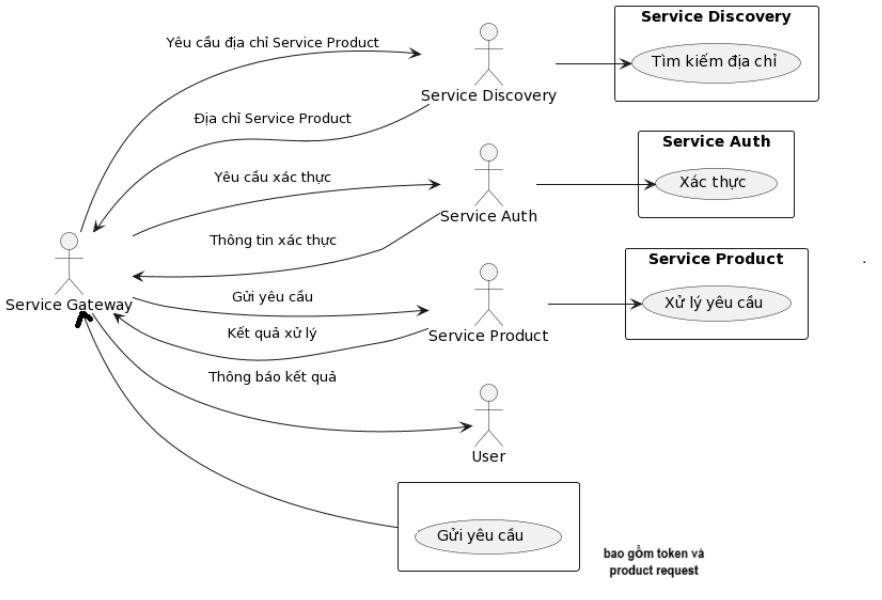 Service Discovery
Yêu cầu địa chỉ Service Product
Tìm kiếm địa chỉ
Service Discovery
Địa chỉ Service Product
Service Auth
Yêu cầu xác thực
Xác thực
Service Auth
Thông tin xác thực
Service Product
Gửi yêu cầu
Xử lý yêu cầu
Service Gateway
Kết quả xử lý
Service Product
Thông báo kết quả
User
Gửi yêu cầu
bao gồm token và
product request